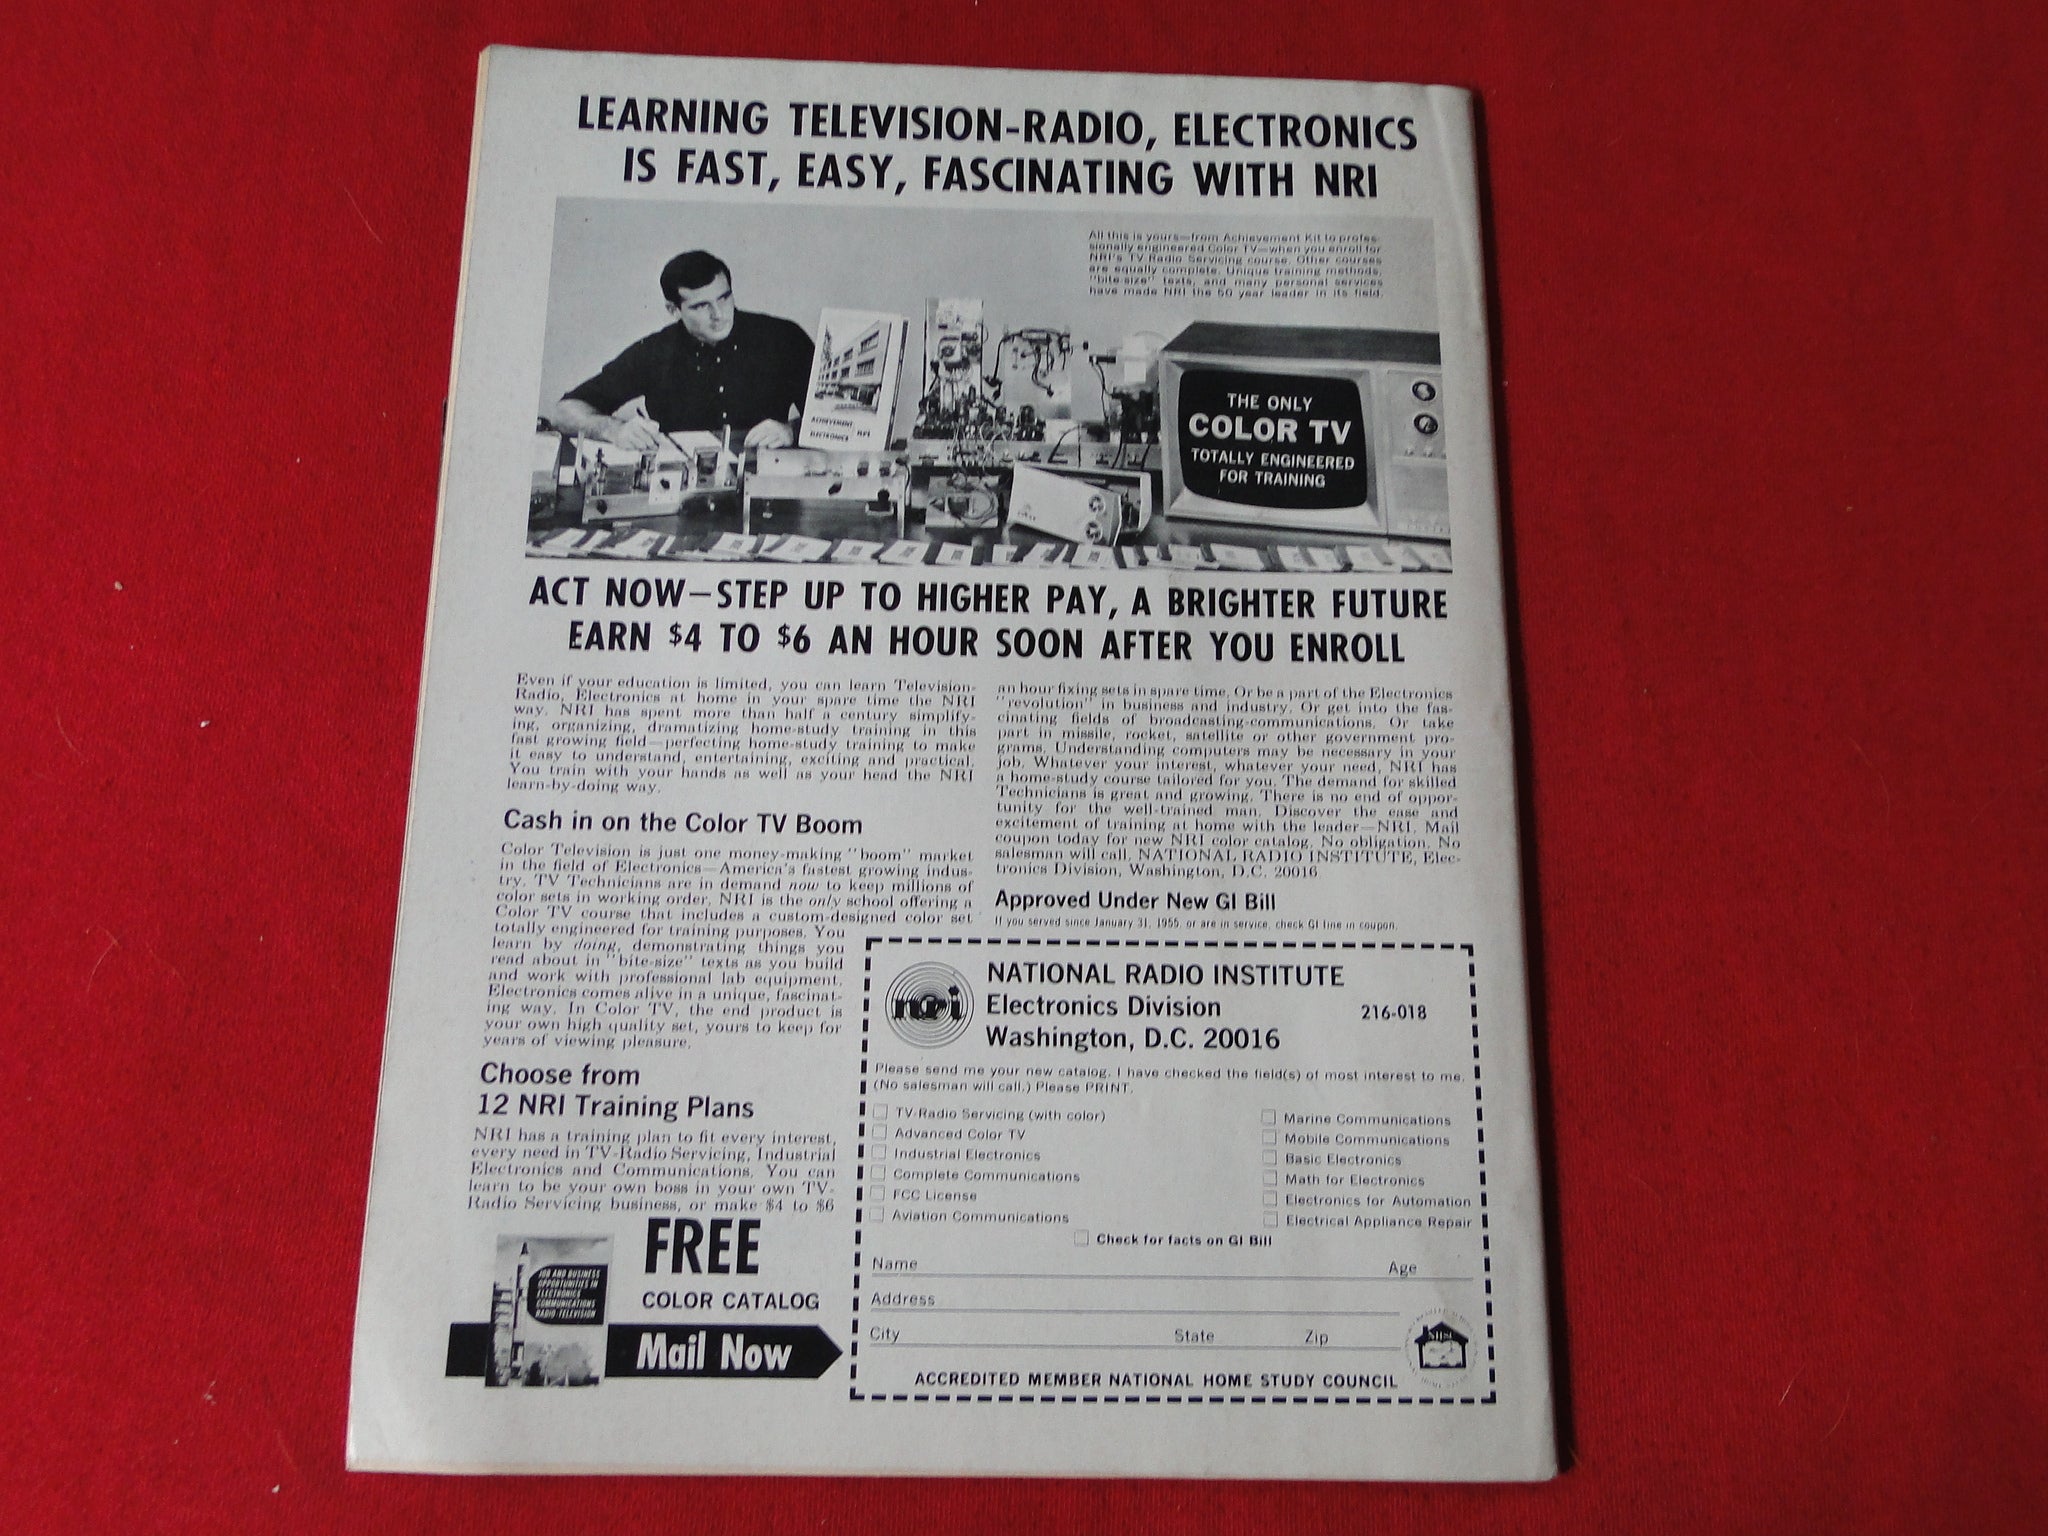 LEARNING TELEVISION-RADIO, ELECTRONICS
IS FAST, EASY, FASCINATING WITH NRI
All this is yours—from Achievement Kit to profes-
sionally engineered Color TV—when you enroll for
NRI's TV Radio Servicing course. Other courses
are equally complete. Unique training methods,
"bite-size" texts, and many personal services
have made NRI the 50 year leader in its field.
ACHIEVEMENT
ELECTRONICS
THE ONLY
COLOR TV
TOTALLY ENGINEERED
FOR TRAINING
ACT NOW—STEP UP TO HIGHER PAY, A BRIGHTER FUTURE
EARN $4 TO $6 AN HOUR SOON AFTER YOU ENROLL
Even if your education is limited, you can learn Television-
Radio, Electronics at home in your spare time the NRI
way. NRI has spent more than half a century simplify-
ing, organizing, dramatizing home-study training in this
fast growing field—perfecting home-study training to make
it easy to understand, entertaining, exciting and practical.
You train with your hands as well as your head the NRI
learn-by-doing way.
Cash in on the Color TV Boom
Color Television is just one money-making "boom" market
in the field of Electronics—America's fastest growing indus-
try. TV Technicians are in demand now to keep millions of
color sets in working order. NRI is the only school offering a
Color TV course that includes a custom-designed color set
totally engineered for training purposes. You
learn by doing, demonstrating things you
read about in "bite-size" texts as you build
and work with professional lab equipment.
Electronics comes alive in a unique, fascinat-
ing way. In Color TV, the end product is
your own high quality set, yours to keep for
years of viewing pleasure.
Choose from
12 NRI Training Plans
NRI has a training plan to fit every interest,
every need in TV-Radio Servicing, Industrial
Electronics and Communications. You can
learn to be your own boss in your own TV-
Radio Servicing business, or make $4 to $6
an hour fixing sets in spare time. Or be a part of the Electronics
"revolution" in business and industry. Or get into the fas-
cinating fields of broadcasting-communications. Or take
part in missile, rocket, satellite or other government pro-
grams. Understanding computers may be necessary in your
job. Whatever your interest, whatever your need, NRI has
a home-study course tailored for you. The demand for skilled
Technicians is great and growing. There is no end of oppor-
tunity for the well-trained man. Discover the ease and
excitement of training at home with the leader—NRI. Mail
coupon today for new NRI color catalog. No obligation. No
salesman will call. NATIONAL RADIO INSTITUTE, Elec-
tronics Division, Washington, D.C. 20016
Approved Under New GI Bill
If you served since January 31, 1955, or are in service, check GI line in coupon.
JOB AND BUSINESS
OPPORTUNITIES IN
ELECTRONICS
COMMUNICATIONS
RADIO-TELEVISION
FREE
COLOR CATALOG
Mail Now
nri
NATIONAL RADIO INSTITUTE
Electronics Division 216-018
Washington, D.C. 20016
Please send me your new catalog. I have checked the field(s) of most interest to me.
(No salesman will call.) Please PRINT.
TV-Radio Servicing (with color)
Advanced Color TV
Industrial Electronics
Complete Communications
FCC License
Aviation Communications
Marine Communications
Mobile Communications
Basic Electronics
Math for Electronics
Electronics for Automation
Electrical Appliance Repair
Check for facts on GI Bill
Name Age
Address
City State Zip
ACCREDITED MEMBER NATIONAL HOME STUDY COUNCIL